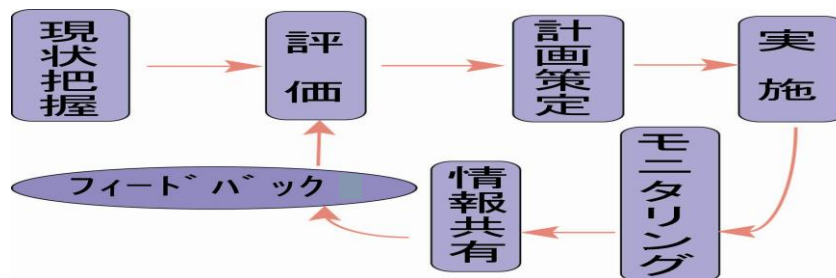 現状把握
評価
計画策定
実施
モニタリング
情報共有
フィードバック